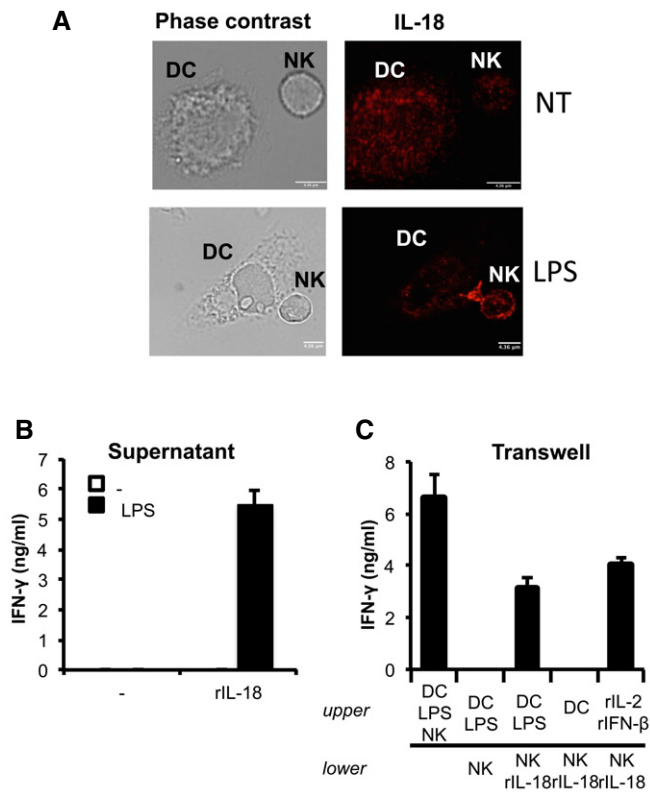 A
Phase contrast
IL-18
DC
NK
DC
NK
NT
DC
NK
DC
NK
LPS
4.36 µm
B
Supernatant
-
LPS
IFN-γ (ng/ml)
7
6
5
4
3
2
1
0
-
rIL-18
C
Transwell
IFN-γ (ng/ml)
8
6
4
2
0
upper
DC LPS NK
DC LPS
DC LPS
DC
rIL-2 rIFN-β
lower
NK
NK rIL-18
NK rIL-18
NK rIL-18